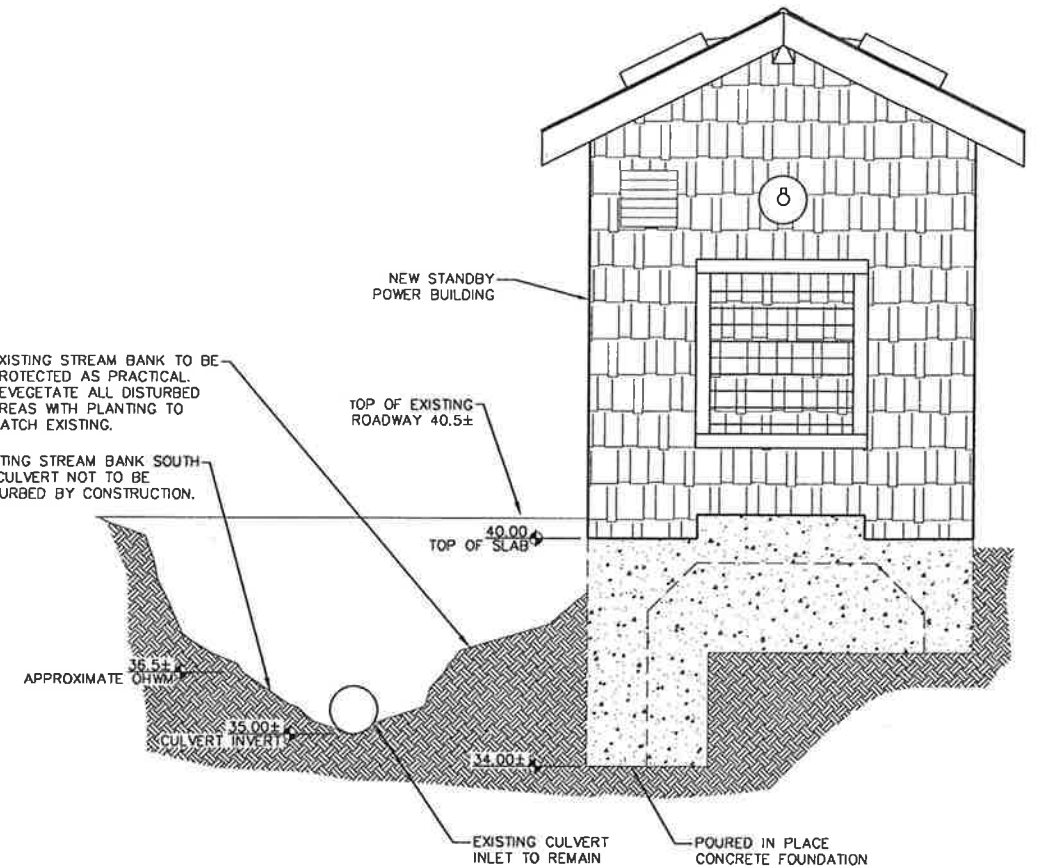 NEW STANDBY
POWER BUILDING
XISTING STREAM BANK TO BE
ROTECTED AS PRACTICAL.
EVEGETATE ALL DISTURBED
REAS WITH PLANTING TO
ATCH EXISTING.
TOP OF EXISTING
ROADWAY 40.5±
TING STREAM BANK SOUTH
CULVERT NOT TO BE
URBED BY CONSTRUCTION.
40.00
TOP OF SLAB
36.5±
APPROXIMATE OHWM
35.00±
CULVERT INVERT
34.00±
EXISTING CULVERT
INLET TO REMAIN
POURED IN PLACE
CONCRETE FOUNDATION